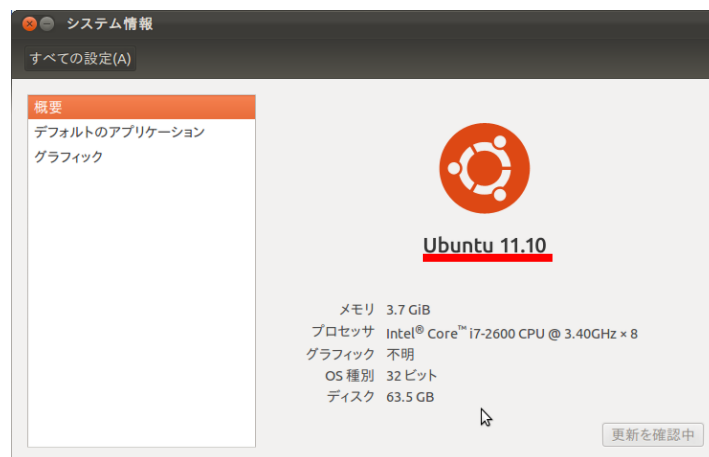 システム情報
すべての設定(A)
概要
デフォルトのアプリケーション
グラフィック
Ubuntu 11.10
メモリ 3.7 GiB
プロセッサ Intel® Core™ i7-2600 CPU @ 3.40GHz × 8
グラフィック 不明
OS 種別 32 ビット
ディスク 63.5 GB
更新を確認中